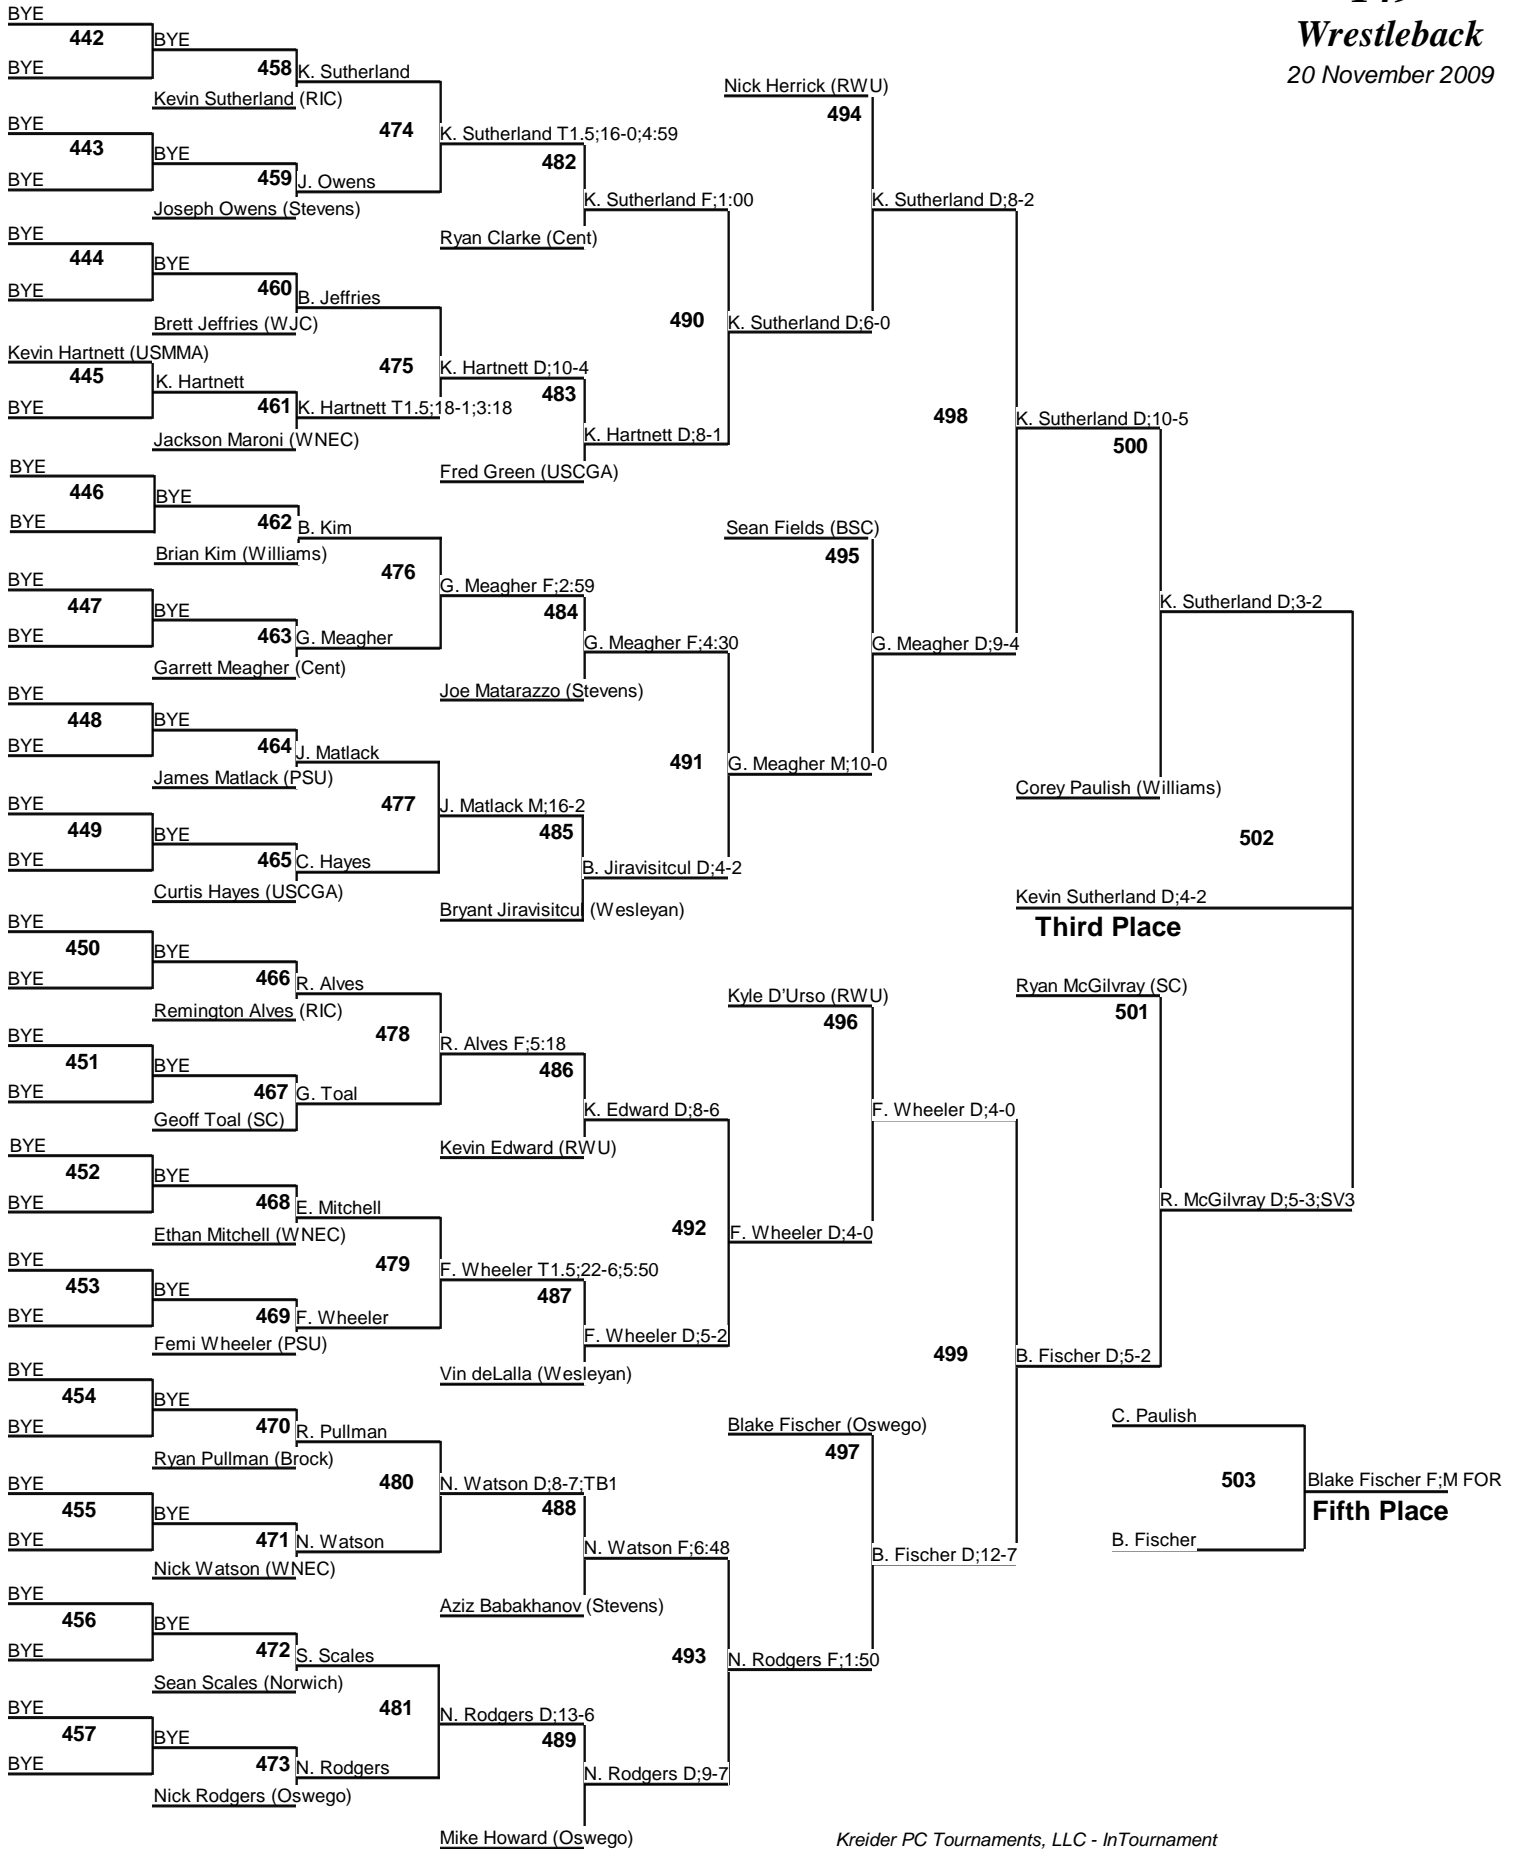 Wrestleback
20 November 2009
BYE
442
BYE
BYE
458
K. Sutherland
Kevin Sutherland (RIC)
BYE
443
BYE
BYE
459
J. Owens
Joseph Owens (Stevens)
474
K. Sutherland T1.5;16-0;4:59
482
K. Sutherland F;1:00
Ryan Clarke (Cent)
Nick Herrick (RWU)
494
K. Sutherland D;8-2
BYE
444
BYE
BYE
460
B. Jeffries
Brett Jeffries (WJC)
Kevin Hartnett (USMMA)
445
BYE
K. Hartnett
461
K. Hartnett T1.5;18-1;3:18
Jackson Maroni (WNEC)
475
K. Hartnett D;10-4
483
K. Hartnett D;8-1
Fred Green (USCGA)
490
K. Sutherland D;6-0
498
K. Sutherland D;10-5
500
BYE
446
BYE
BYE
462
B. Kim
Brian Kim (Williams)
BYE
447
BYE
BYE
463
G. Meagher
Garrett Meagher (Cent)
476
G. Meagher F;2:59
484
G. Meagher F;4:30
Joe Matarazzo (Stevens)
Sean Fields (BSC)
495
G. Meagher D;9-4
K. Sutherland D;3-2
BYE
448
BYE
BYE
464
J. Matlack
James Matlack (PSU)
BYE
449
BYE
BYE
465
C. Hayes
Curtis Hayes (USCGA)
477
J. Matlack M;16-2
485
B. Jiravisitcul D;4-2
Bryant Jiravisitcul (Wesleyan)
491
G. Meagher M;10-0
Corey Paulish (Williams)
502
Kevin Sutherland D;4-2
Third Place
BYE
450
BYE
BYE
466
R. Alves
Remington Alves (RIC)
BYE
451
BYE
BYE
467
G. Toal
Geoff Toal (SC)
478
R. Alves F;5:18
486
K. Edward D;8-6
Kevin Edward (RWU)
Kyle D'Urso (RWU)
496
F. Wheeler D;4-0
Ryan McGilvray (SC)
501
BYE
452
BYE
BYE
468
E. Mitchell
Ethan Mitchell (WNEC)
BYE
453
BYE
BYE
469
F. Wheeler
Femi Wheeler (PSU)
479
F. Wheeler T1.5;22-6;5:50
487
F. Wheeler D;5-2
Vin deLalla (Wesleyan)
492
F. Wheeler D;4-0
499
B. Fischer D;5-2
R. McGilvray D;5-3;SV3
BYE
454
BYE
BYE
470
R. Pullman
Ryan Pullman (Brock)
BYE
455
BYE
BYE
471
N. Watson
Nick Watson (WNEC)
480
N. Watson D;8-7;TB1
488
N. Watson F;6:48
Aziz Babakhanov (Stevens)
Blake Fischer (Oswego)
497
B. Fischer D;12-7
C. Paulish
503
B. Fischer
Blake Fischer F;M FOR
Fifth Place
BYE
456
BYE
BYE
472
S. Scales
Sean Scales (Norwich)
BYE
457
BYE
BYE
473
N. Rodgers
Nick Rodgers (Oswego)
481
N. Rodgers D;13-6
489
N. Rodgers D;9-7
Mike Howard (Oswego)
493
N. Rodgers F;1:50
Kreider PC Tournaments, LLC - InTournament